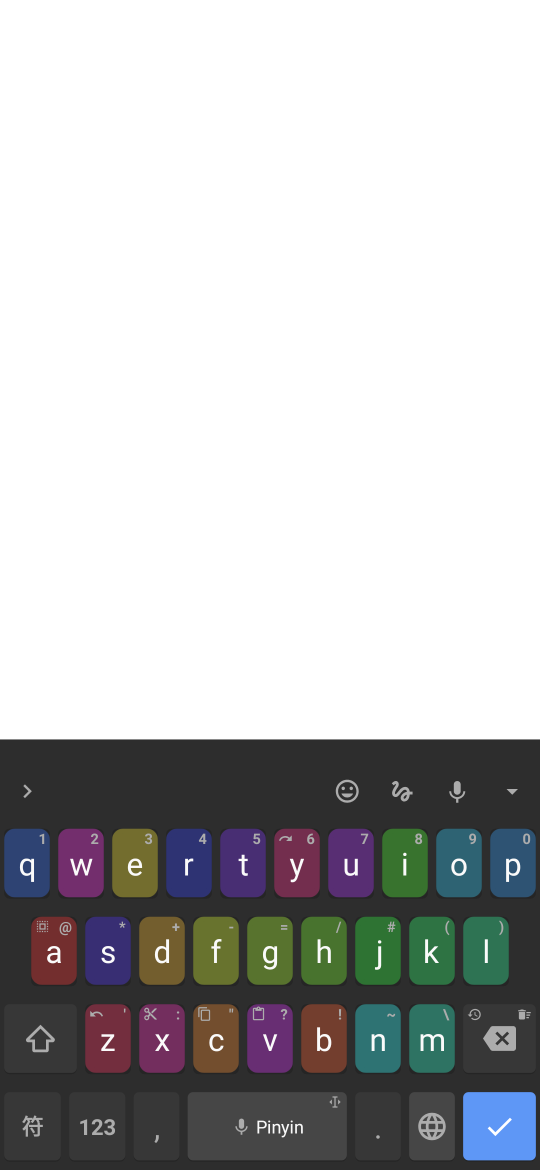 1 2 3 4 5 6 7 8 9 0
q w e r t y u i o p
@ * + - = / # ( )
a s d f g h j k l
' : " ? ! ~ \
z x c v b n m
符 123 , Pinyin .